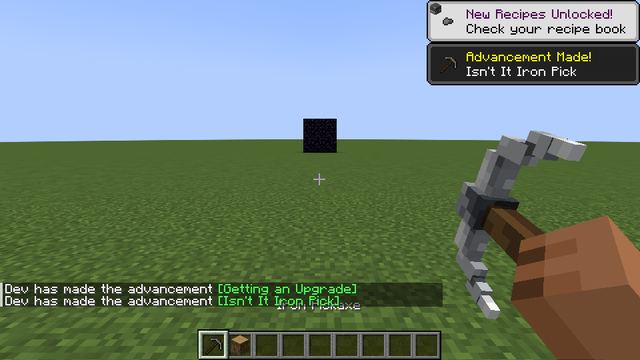 New Recipes Unlocked!
Check your recipe book
Advancement Made!
Isn't It Iron Pick
Dev has made the advancement [Getting an Upgrade]
Dev has made the advancement [Isn't It Iron Pick]
Iron Pickaxe